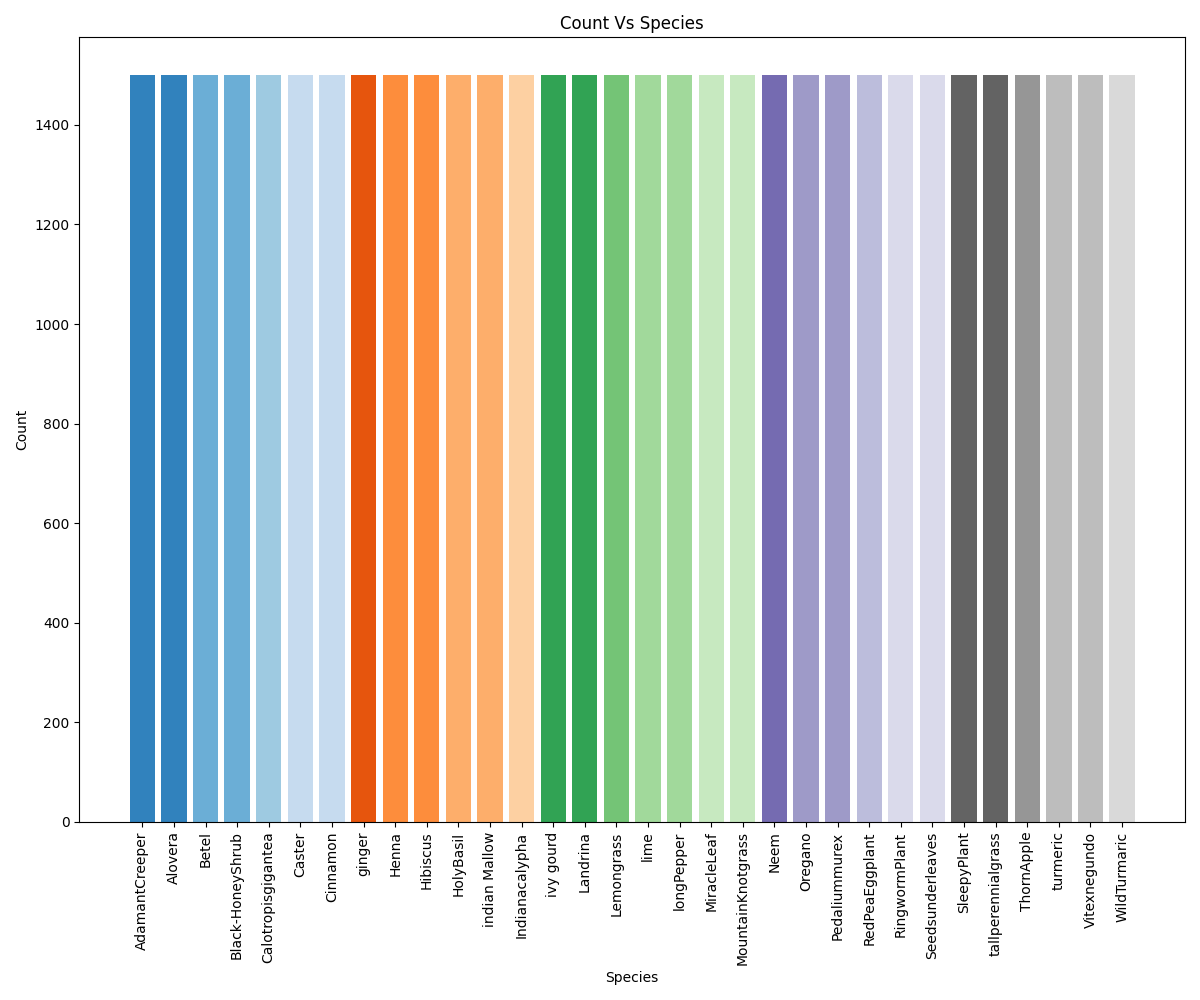 Count Vs Species
Count
1400
1200
1000
800
600
400
200
0
AdamantCreeper
Alovera
Betel
Black-HoneyShrub
Calotropisgigantea
Caster
Cinnamon
ginger
Henna
Hibiscus
HolyBasil
indian Mallow
Indianacalypha
ivy gourd
Landrina
Lemongrass
lime
longPepper
MiracleLeaf
MountainKnotgrass
Neem
Oregano
Pedaliummurex
RedPeaEggplant
RingwormPlant
Seedsunderleaves
SleepyPlant
tallperennialgrass
ThornApple
turmeric
Vitexnegundo
WildTurmaric
Species